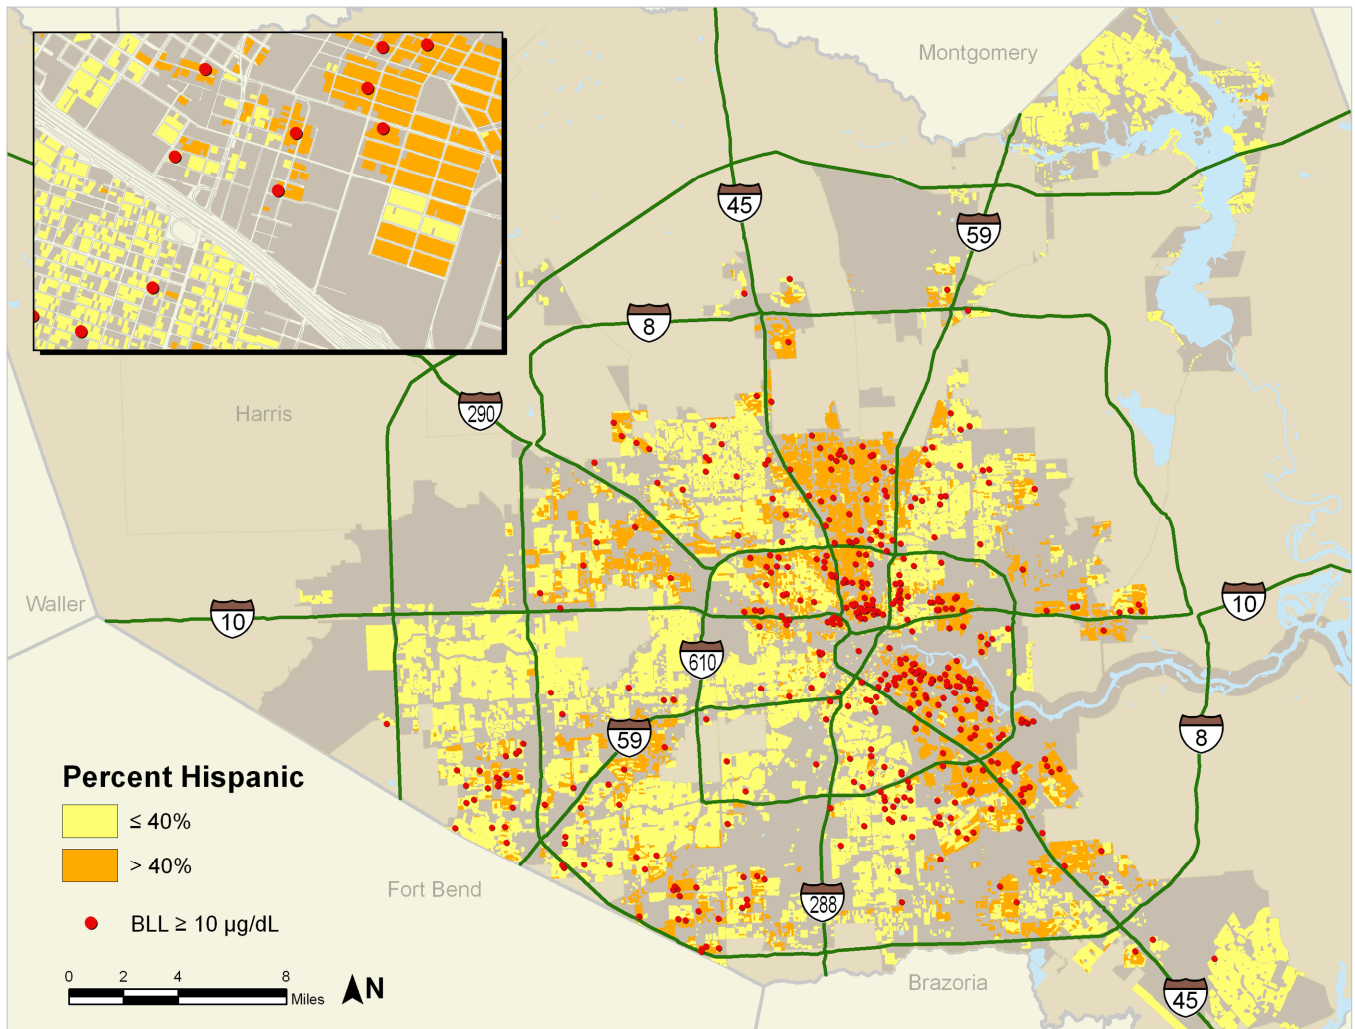 Montgomery
45
59
8
Harris
290
Waller
10
10
610
59
8
Percent Hispanic
≤ 40%
> 40%
Fort Bend
288
BLL ≥ 10 µg/dL
Brazoria
0 2 4 8
Miles
N
45